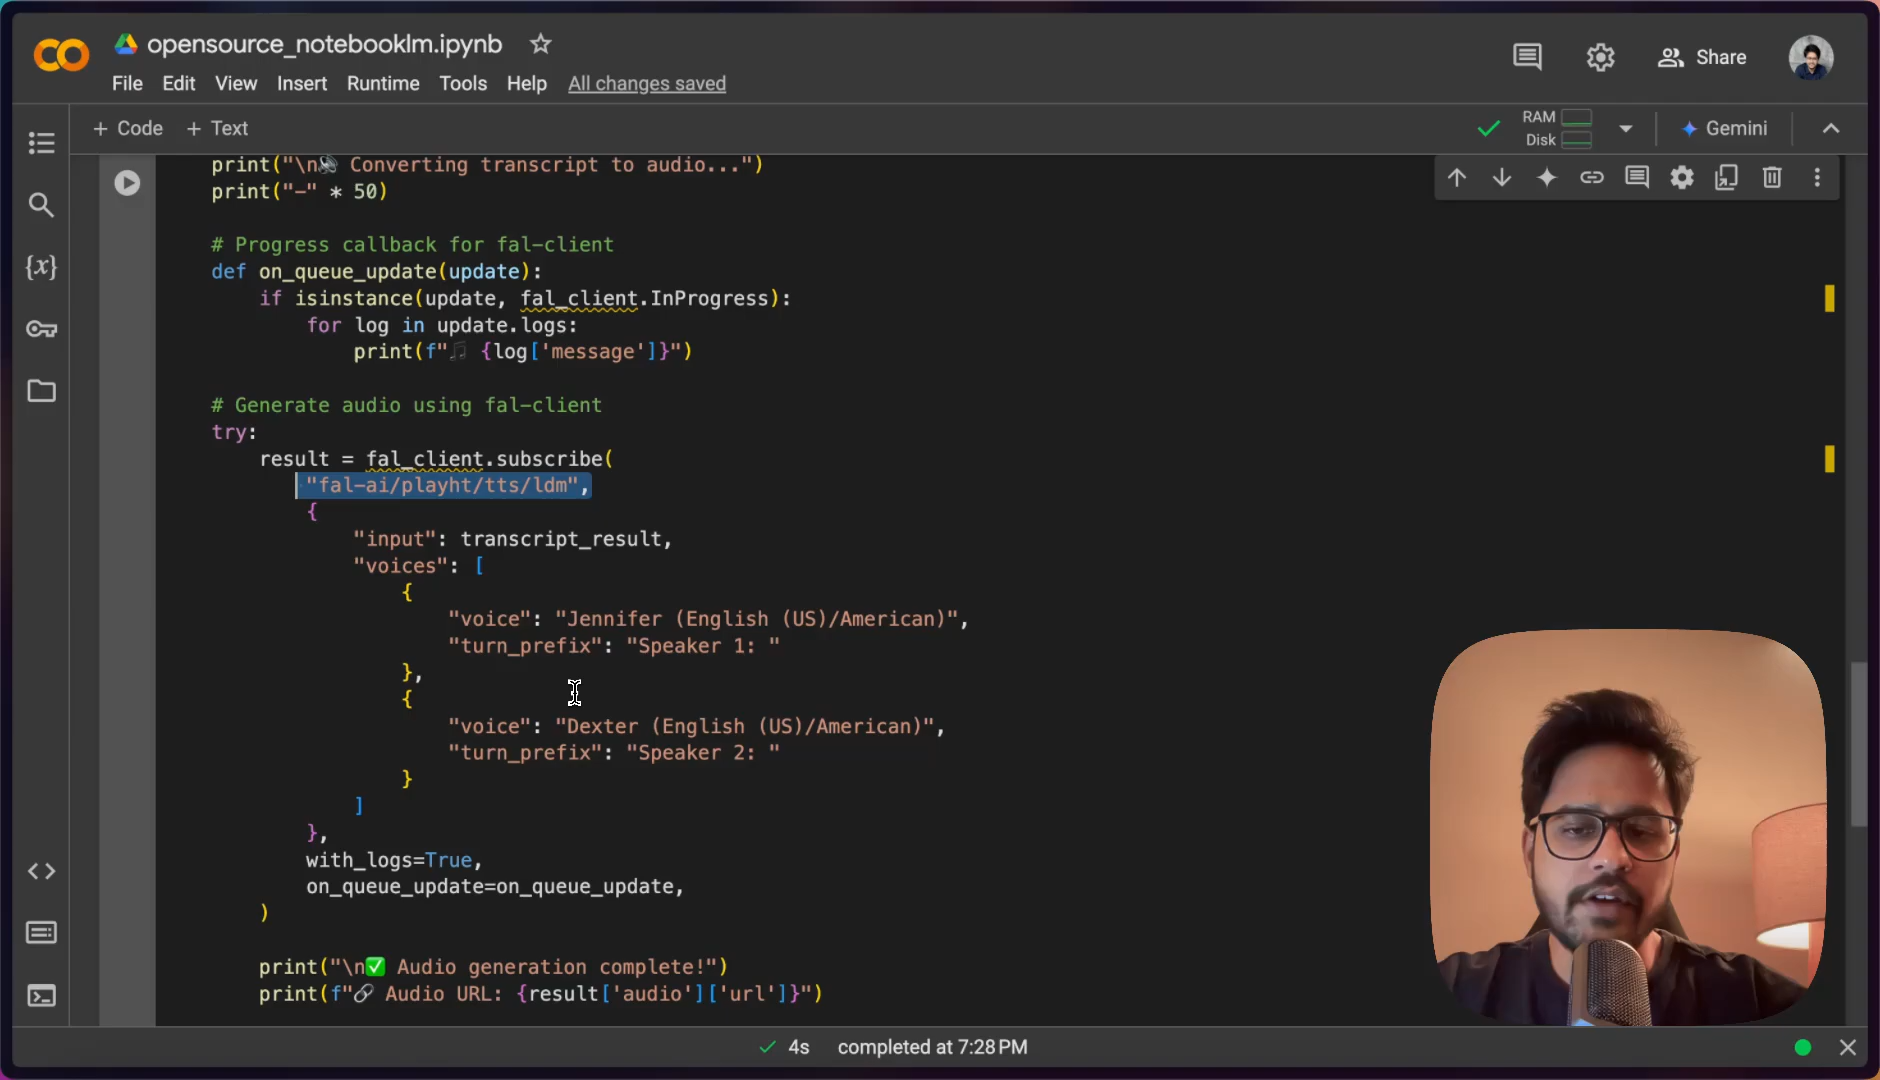 opensource_notebooklm.ipynb
File Edit View Insert Runtime Tools Help All changes saved
Share
+ Code + Text
RAM
Disk
Gemini
print("\n🔊 Converting transcript to audio...")
print("-" * 50)
# Progress callback for fal-client
def on_queue_update(update):
if isinstance(update, fal_client.InProgress):
for log in update.logs:
print(f"🎵 {log['message']}")
# Generate audio using fal-client
try:
result = fal_client.subscribe(
"fal-ai/playht/tts/ldm",
{
"input": transcript_result,
"voices": [
{
"voice": "Jennifer (English (US)/American)",
"turn_prefix": "Speaker 1: "
},
{
"voice": "Dexter (English (US)/American)",
"turn_prefix": "Speaker 2: "
}
]
},
with_logs=True,
on_queue_update=on_queue_update,
)
print("\n✅ Audio generation complete!")
print(f"🔗 Audio URL: {result['audio']['url']}")
4s completed at 7:28 PM